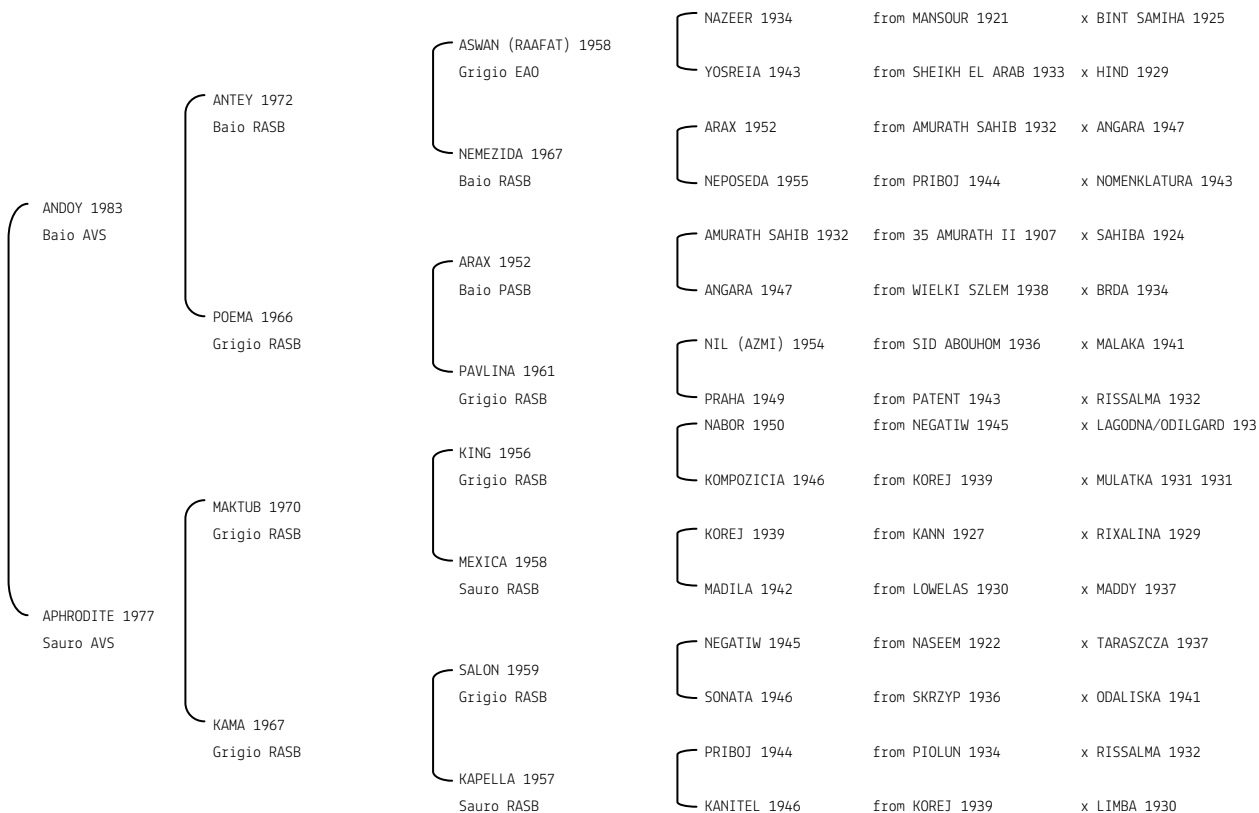 NAZEER 1934 from MANSOUR 1921 x BINT SAMIHA 1925
ASWAN (RAAFAT) 1958
Grigio EAO
YOSREIA 1943 from SHEIKH EL ARAB 1933 x HIND 1929
ANTEY 1972
Baio RASB
ARAX 1952 from AMURATH SAHIB 1932 x ANGARA 1947
NEMEZIDA 1967
Baio RASB
NEPOSEDA 1955 from PRIBOJ 1944 x NOMENKLATURA 1943
ANDOY 1983
Baio AVS
AMURATH SAHIB 1932 from 35 AMURATH II 1907 x SAHIBA 1924
ARAX 1952
Baio PASB
ANGARA 1947 from WIELKI SZLEM 1938 x BRDA 1934
POEMA 1966
Grigio RASB
NIL (AZMI) 1954 from SID ABOUHOM 1936 x MALAKA 1941
PAVLINA 1961
Grigio RASB
PRAHA 1949 from PATENT 1943 x RISSALMA 1932
NABOR 1950 from NEGATIW 1945 x LAGODNA/ODILGARD 193
KING 1956
Grigio RASB
KOMPOZICIA 1946 from KOREJ 1939 x MULATKA 1931 1931
MAKTUB 1970
Grigio RASB
KOREJ 1939 from KANN 1927 x RIXALINA 1929
MEXICA 1958
Sauro RASB
MADILA 1942 from LOWELAS 1930 x MADDY 1937
APHRODITE 1977
Sauro AVS
NEGATIW 1945 from NASEEM 1922 x TARASZCZA 1937
SALON 1959
Grigio RASB
SONATA 1946 from SKRZYP 1936 x ODALISKA 1941
KAMA 1967
Grigio RASB
PRIBOJ 1944 from PIOLUN 1934 x RISSALMA 1932
KAPELLA 1957
Sauro RASB
KANITEL 1946 from KOREJ 1939 x LIMBA 1930